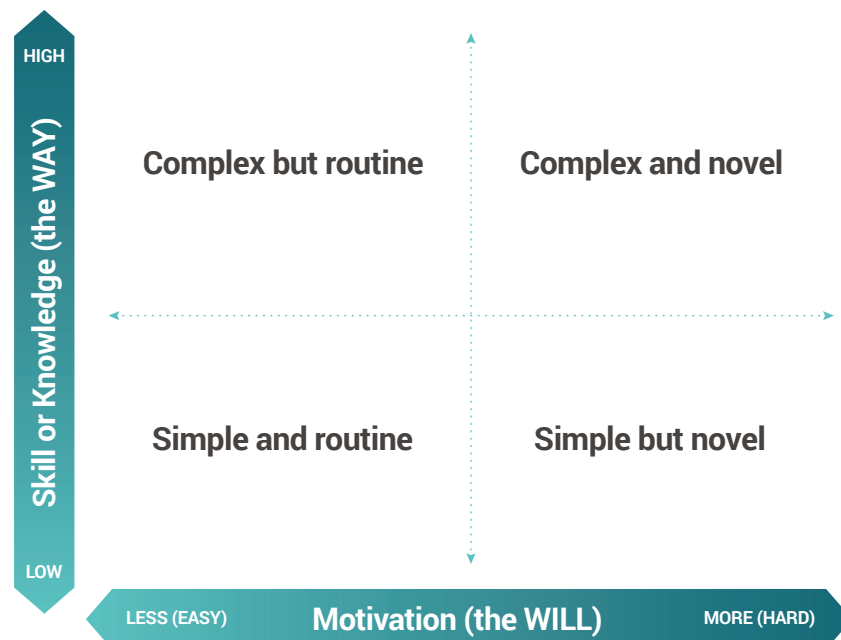 HIGH
Skill or Knowledge (the WAY)
LOW
Complex but routine
Complex and novel
Simple and routine
Simple but novel
LESS (EASY)
Motivation (the WILL)
MORE (HARD)